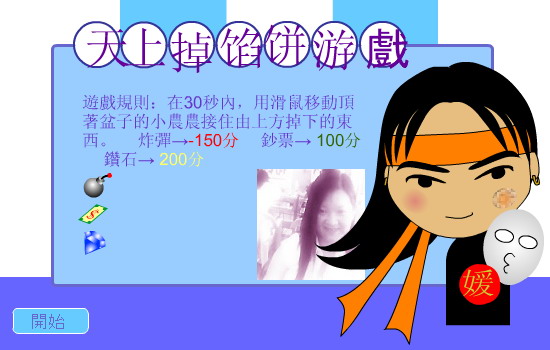 天上掉馅饼游戲
遊戲規則：在30秒內，用滑鼠移動頂
著盆子的小農農接住由上方掉下的東
西。 炸彈→-150分 鈔票→ 100分
鑽石→ 200分
媛
開始